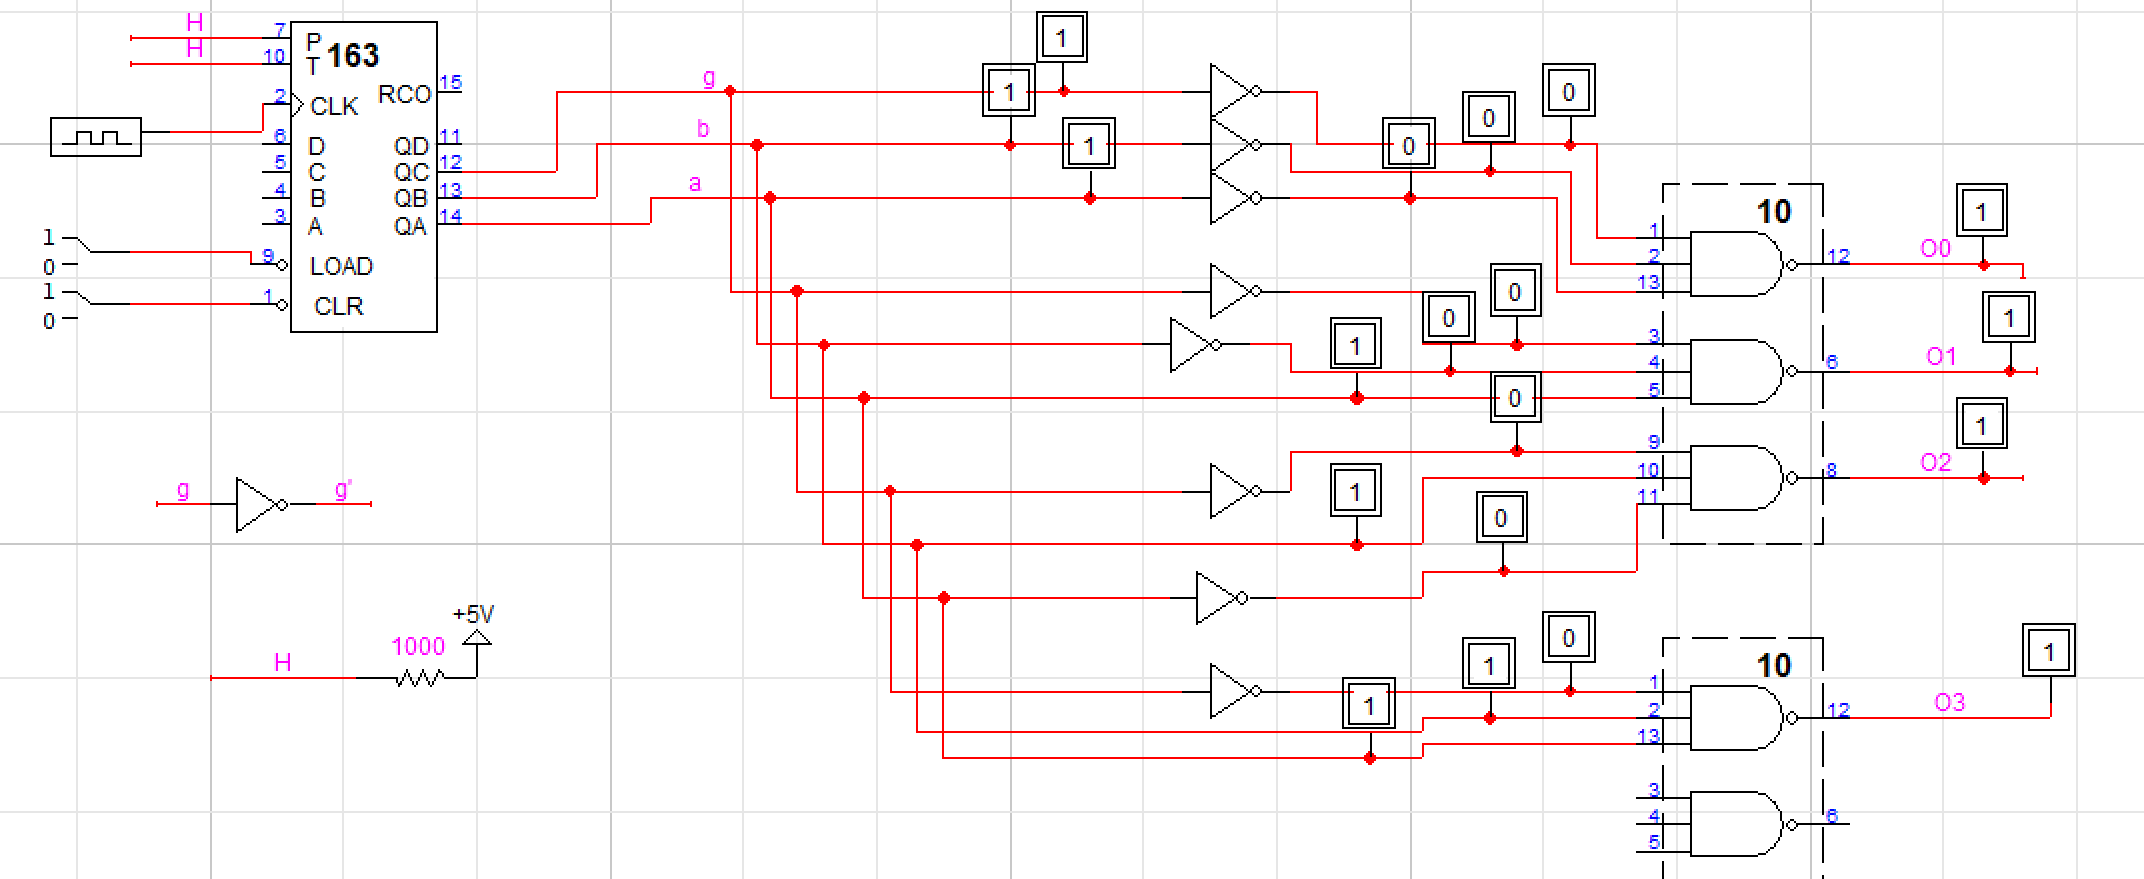 H
7
P
163
H
10
T
15
RCO
2
CLK
6
D
QD
11
5
C
QC
12
4
B
QB
13
3
A
QA
14
1
0
9
LOAD
1
0
1
CLR
g
b
a
1
1
1
0
0
0
10
1
2
13
12
O0
1
0
0
1
3
4
5
6
O1
1
0
1
0
9
10
11
8
O2
1
g
g'
+5V
1000
H
0
1
1
10
1
2
13
12
O3
1
3
4
5
6